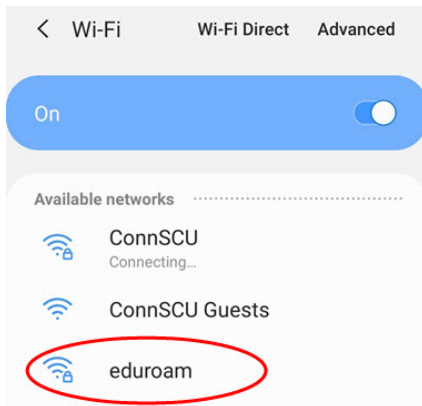 Wi-Fi Wi-Fi Direct Advanced
On
Available networks
ConnSCU
Connecting...
ConnSCU Guests
eduroam